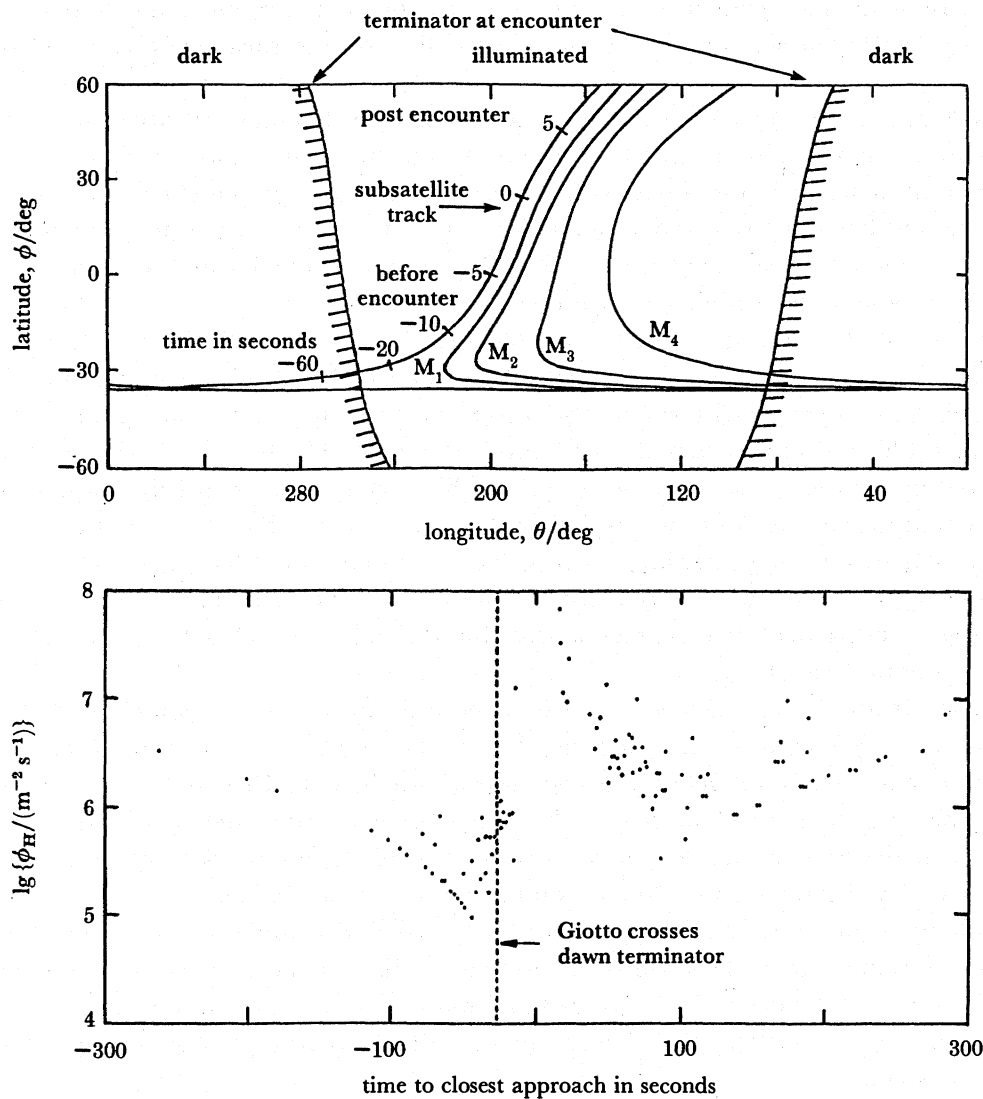 terminator at encounter
dark
illuminated
dark
60
30
0
−30
−60
latitude, ϕ/deg
post encounter
5
subsatellite
track
0
before
encounter
−5
−10
time in seconds
−20
−60
M1
M2
M3
M4
0
280
200
120
40
longitude, θ/deg
8
7
6
5
4
lg{ϕH/(m−2 s−1)}
Giotto crosses
dawn terminator
−300
−100
100
300
time to closest approach in seconds